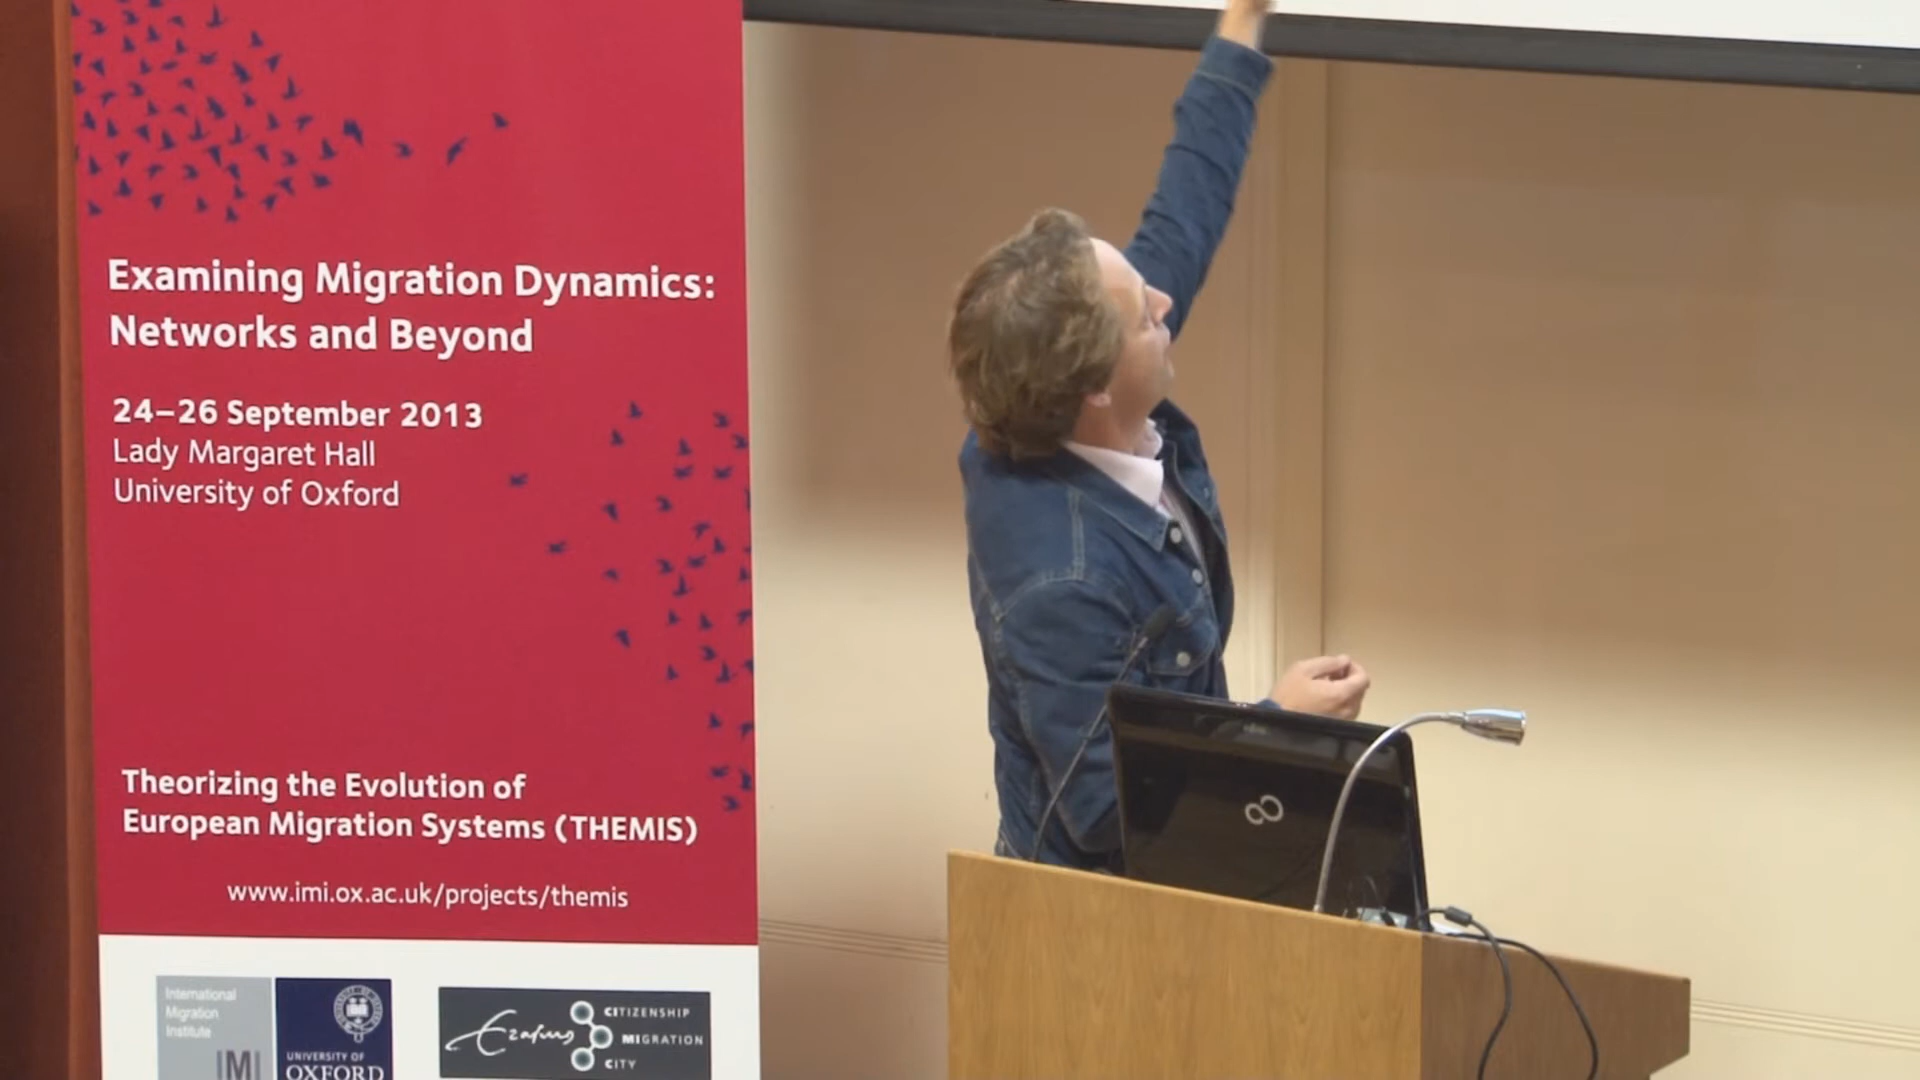 Examining Migration Dynamics:
Networks and Beyond
24–26 September 2013
Lady Margaret Hall
University of Oxford
Theorizing the Evolution of
European Migration Systems (THEMIS)
www.imi.ox.ac.uk/projects/themis
International
Migration
Institute
IMI
UNIVERSITY OF
OXFORD
Erasmus
CITIZENSHIP
MIGRATION
CITY